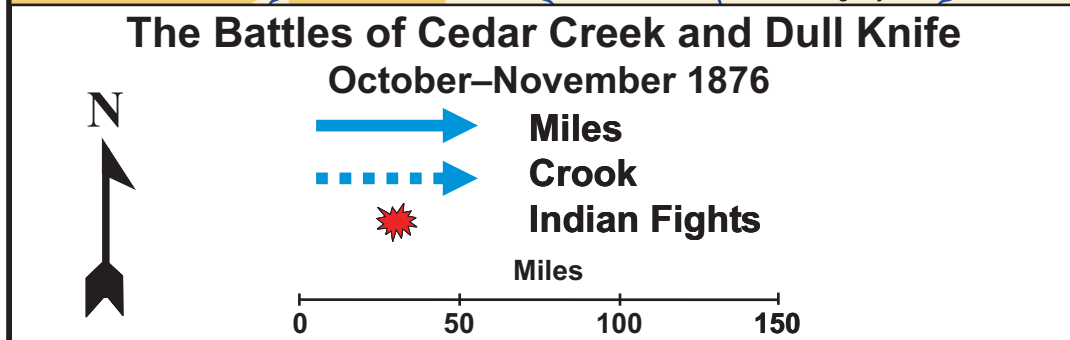 The Battles of Cedar Creek and Dull Knife
October–November 1876
N
Miles
Crook
Indian Fights
Miles
0 50 100 150